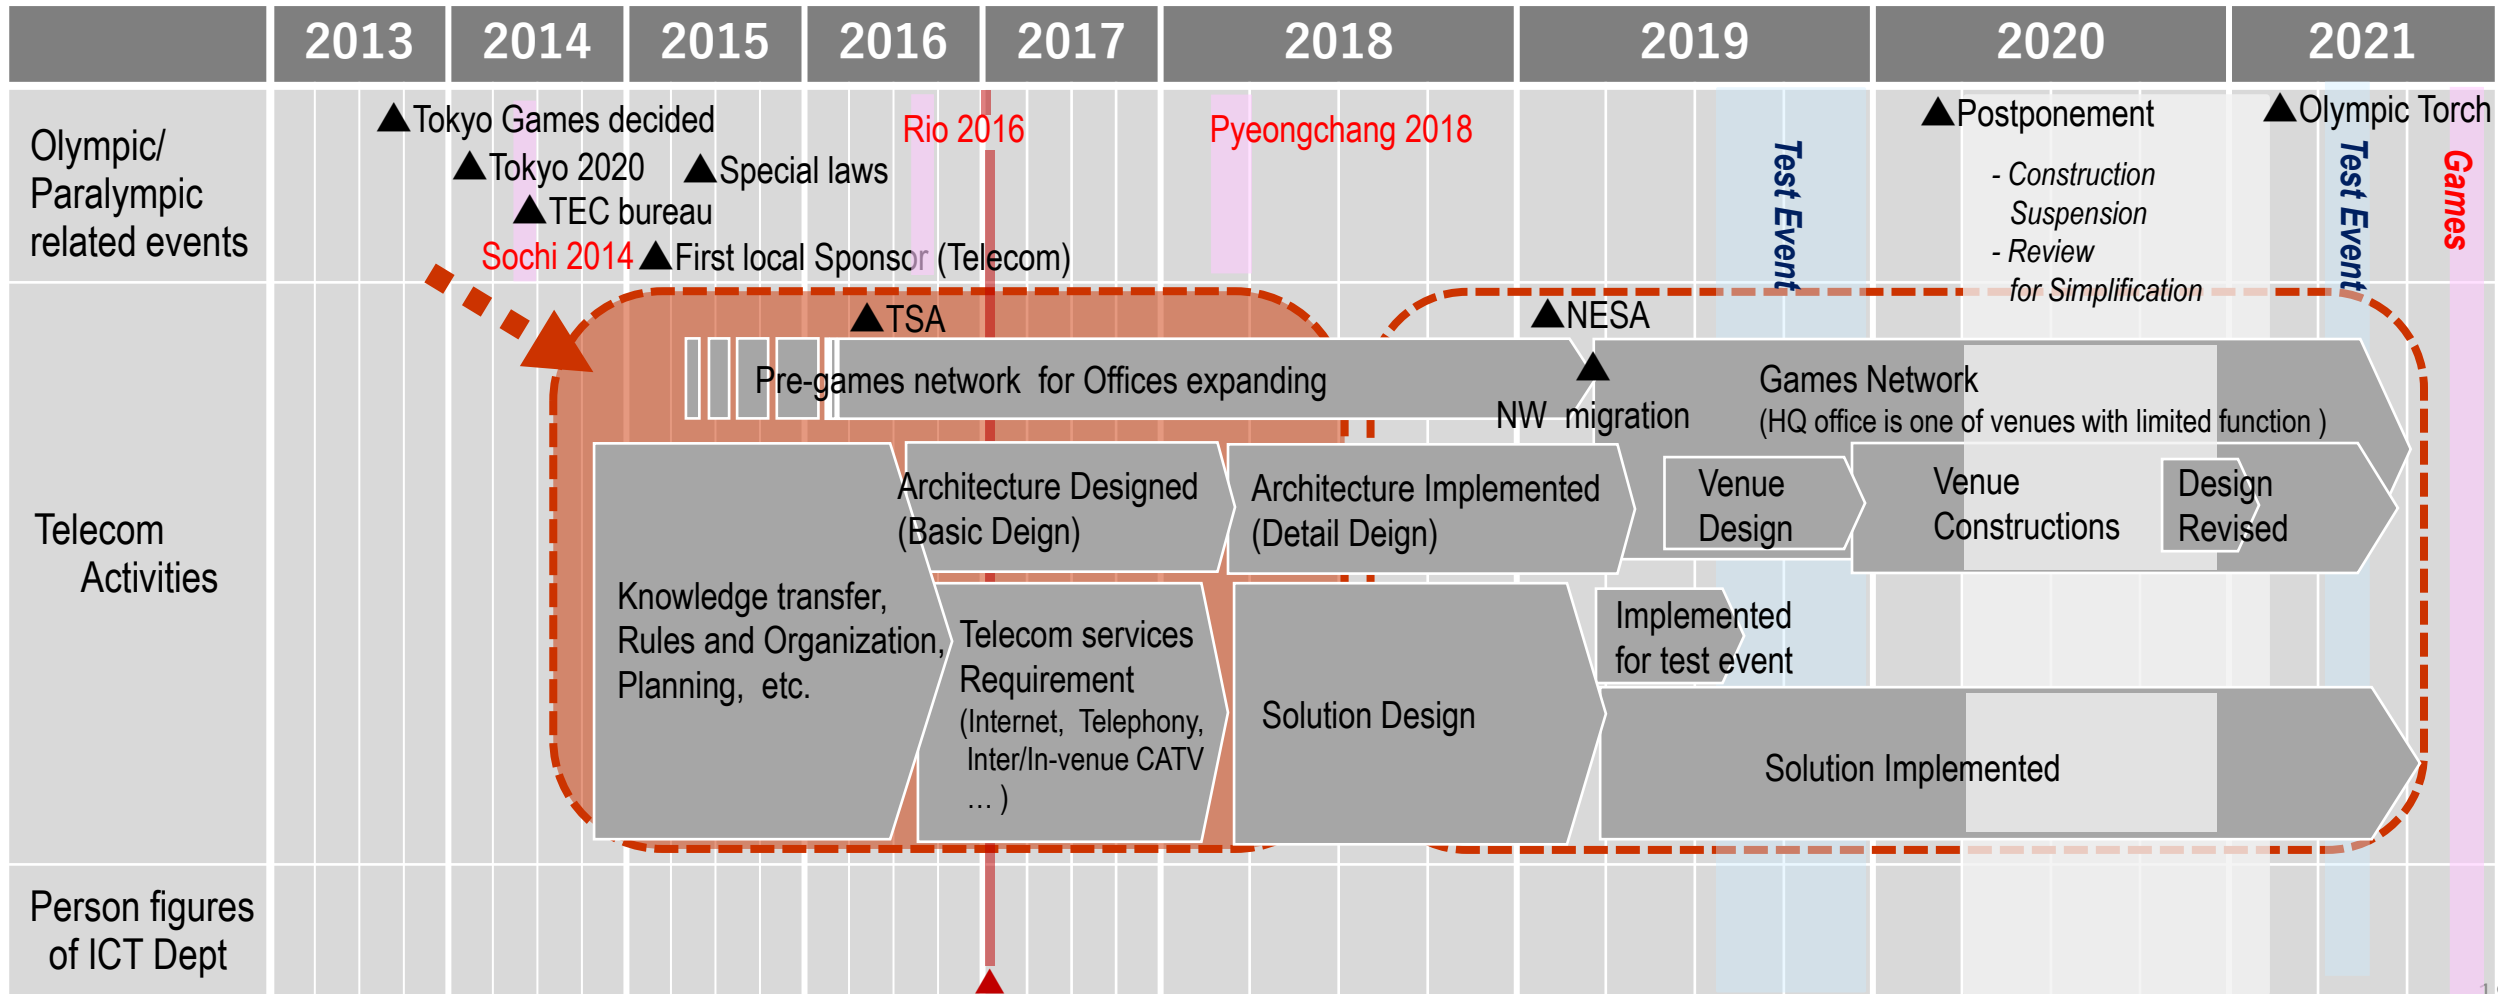 2013 2014 2015 2016 2017 2018 2019 2020 2021
Olympic/
Paralympic
related events
▲Tokyo Games decided
▲Tokyo 2020
▲Special laws
▲TEC bureau
Sochi 2014
▲First local Sponsor (Telecom)
Rio 2016
Pyeongchang 2018
Test Event
▲Postponement
- Construction
Suspension
- Review
for Simplification
▲Olympic Torch
Test Event
Games
Telecom
Activities
▲TSA
▲NESA
Pre-games network for Offices expanding
▲
NW migration
Games Network
(HQ office is one of venues with limited function )
Architecture Designed
(Basic Deign)
Architecture Implemented
(Detail Deign)
Venue
Design
Venue
Constructions
Design
Revised
Knowledge transfer,
Rules and Organization,
Planning, etc.
Telecom services
Requirement
(Internet, Telephony,
Inter/In-venue CATV
… )
Solution Design
Implemented
for test event
Solution Implemented
Person figures
of ICT Dept